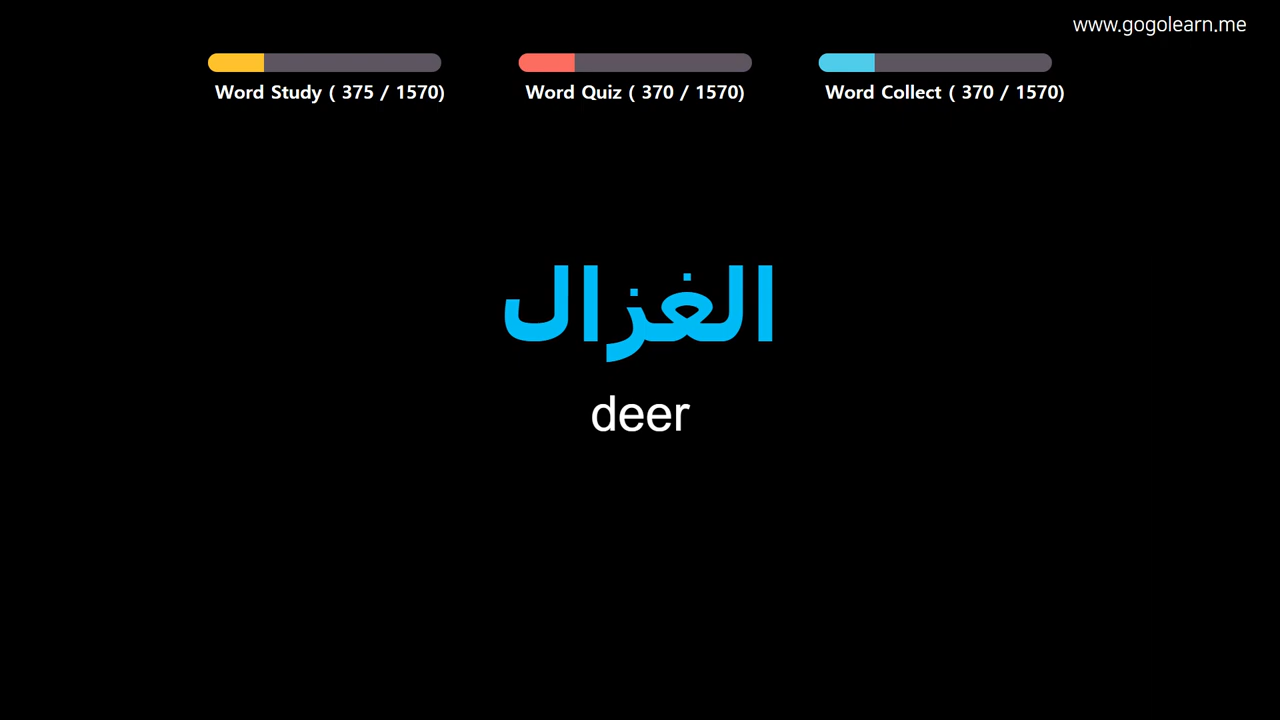 www.gogolearn.me
Word Study ( 375 / 1570)
Word Quiz ( 370 / 1570)
Word Collect ( 370 / 1570)
الغزال
deer